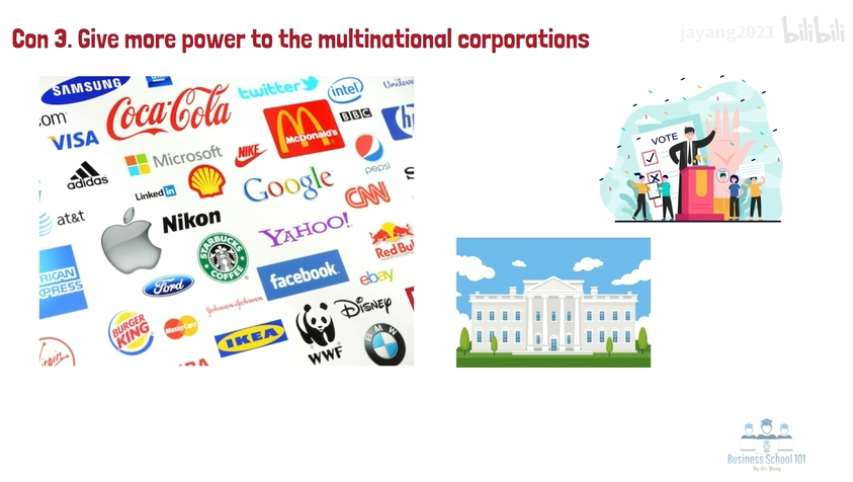 Con 3. Give more power to the multinational corporations
jayang2021 bilibili
SAMSUNG
Coca-Cola
twitter
intel
.com
VISA
McDonald's
BBC
hp
adidas
Microsoft
NIKE
pepsi
Linked in
Google
CNN
at&t
Nikon
YAHOO!
STARBUCKS
COFFEE
Red Bull
RICAN
XPRESS
Ford
facebook
ebay
Johnson-Johnson
BURGER
KING
MasterCard
IKEA
WWF
Disney
BMW
VOTE
Business School 101
By Dr. Yang